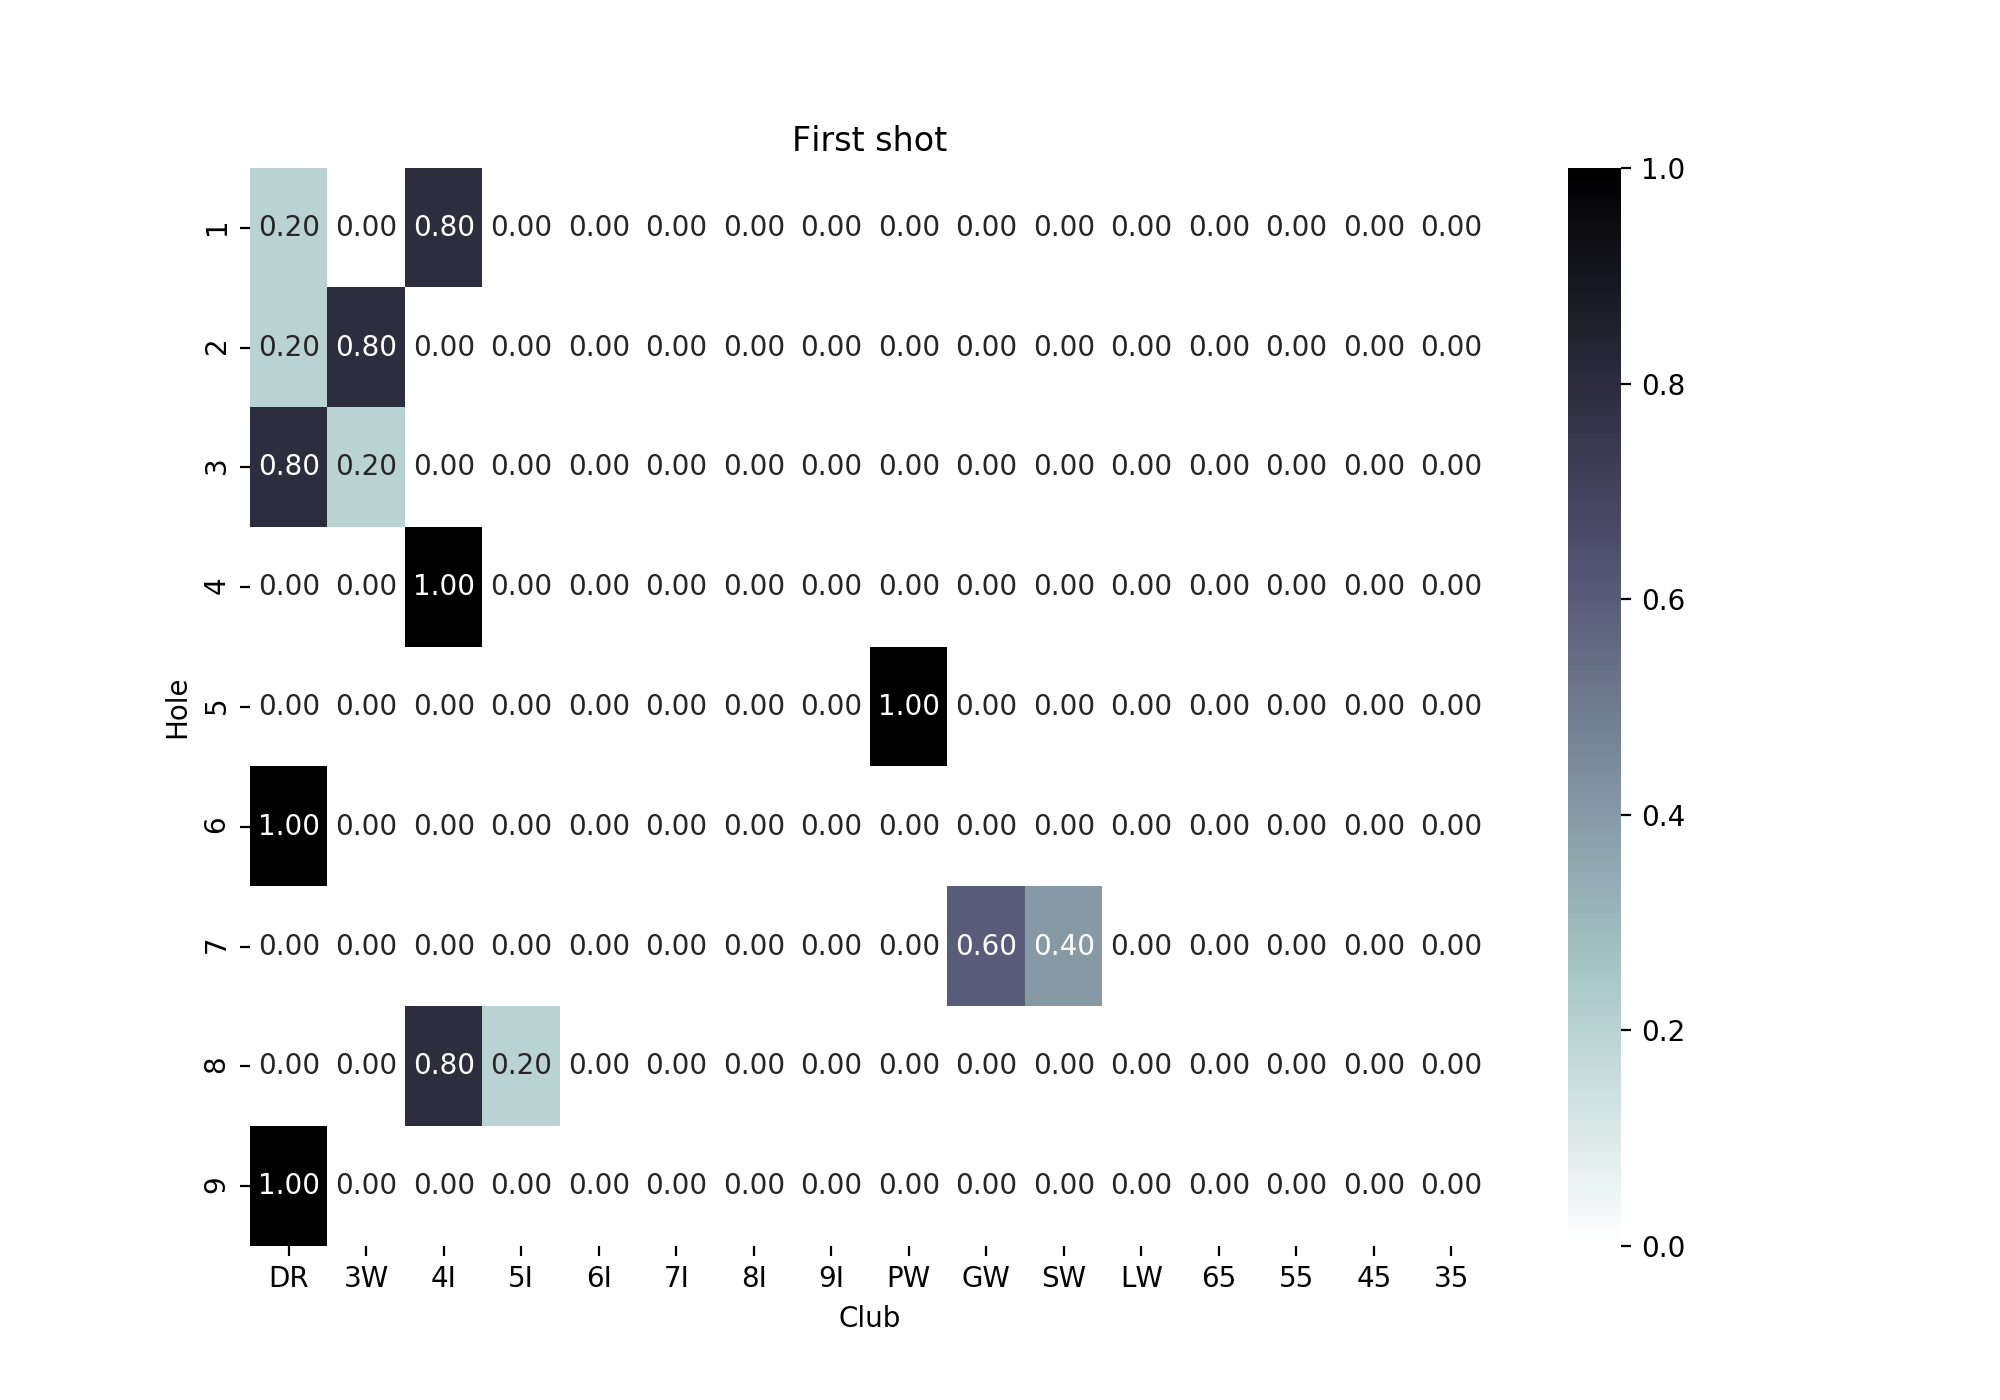 First shot
1 0.20 0.00 0.80 0.00 0.00 0.00 0.00 0.00 0.00 0.00 0.00 0.00 0.00 0.00 0.00 0.00
2 0.20 0.80 0.00 0.00 0.00 0.00 0.00 0.00 0.00 0.00 0.00 0.00 0.00 0.00 0.00 0.00
3 0.80 0.20 0.00 0.00 0.00 0.00 0.00 0.00 0.00 0.00 0.00 0.00 0.00 0.00 0.00 0.00
4 0.00 0.00 1.00 0.00 0.00 0.00 0.00 0.00 0.00 0.00 0.00 0.00 0.00 0.00 0.00 0.00
5 0.00 0.00 0.00 0.00 0.00 0.00 0.00 0.00 1.00 0.00 0.00 0.00 0.00 0.00 0.00 0.00
6 1.00 0.00 0.00 0.00 0.00 0.00 0.00 0.00 0.00 0.00 0.00 0.00 0.00 0.00 0.00 0.00
7 0.00 0.00 0.00 0.00 0.00 0.00 0.00 0.00 0.00 0.60 0.40 0.00 0.00 0.00 0.00 0.00
8 0.00 0.00 0.80 0.20 0.00 0.00 0.00 0.00 0.00 0.00 0.00 0.00 0.00 0.00 0.00 0.00
9 1.00 0.00 0.00 0.00 0.00 0.00 0.00 0.00 0.00 0.00 0.00 0.00 0.00 0.00 0.00 0.00
Hole
DR 3W 4I 5I 6I 7I 8I 9I PW GW SW LW 65 55 45 35
Club
1.0
0.8
0.6
0.4
0.2
0.0